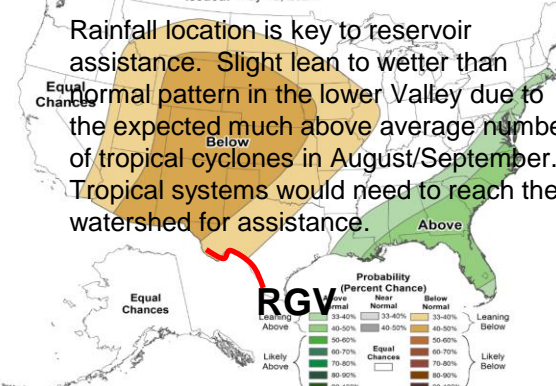 Rainfall location is key to reservoir
assistance. Slight lean to wetter than
normal pattern in the lower Valley due to
the expected much above average numbe
of tropical cyclones in August/September.
Tropical systems would need to reach the
watershed for assistance.
Equal
Chances
Below
Above
Equal
Chances
RGV
Probability
(Percent Chance)
Above
Normal
Near
Normal
Below
Normal
Leaning
Above
33-40%
33-40%
33-40%
Leaning
Below
40-50%
40-50%
40-50%
Likely
Above
50-60%
50-60%
Likely
Below
60-70%
Equal
Chances
60-70%
70-80%
70-80%
80-90%
80-90%